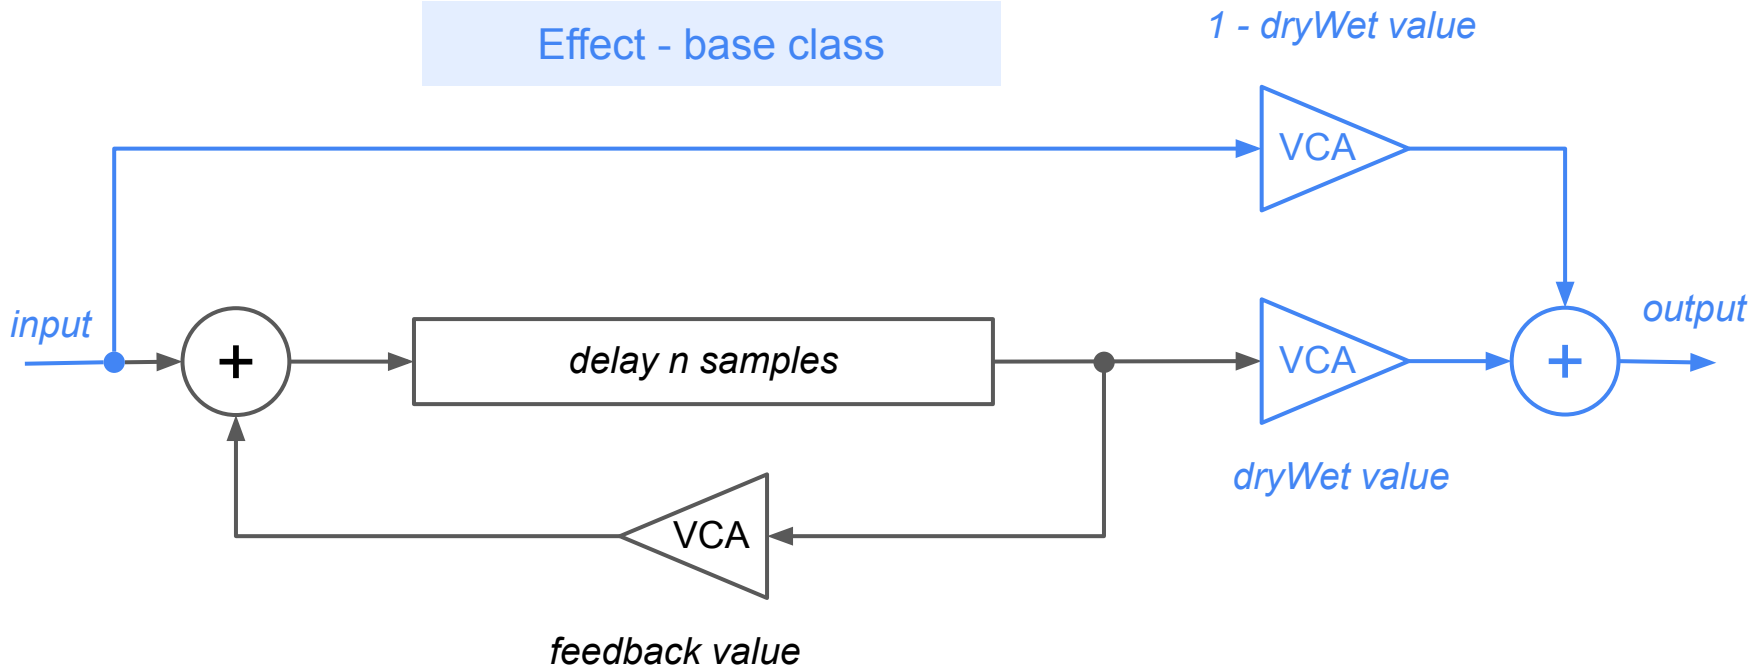 Effect - base class
1 - dryWet value
VCA
input
+
delay n samples
VCA
+
output
dryWet value
VCA
feedback value